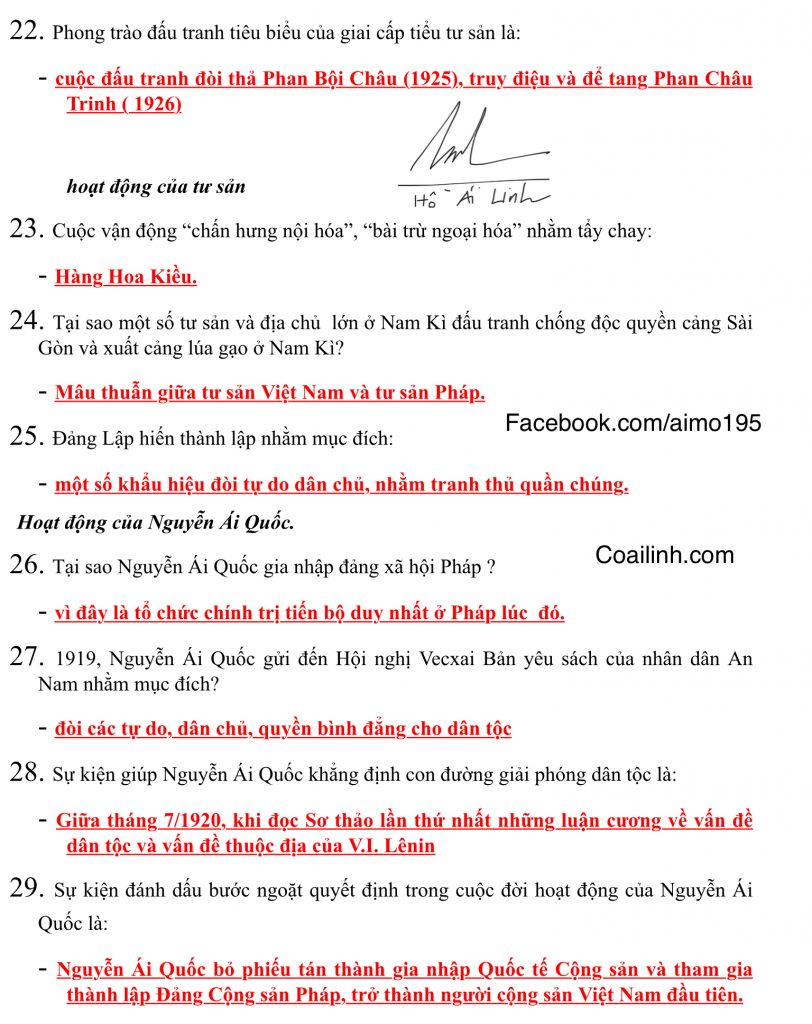 22. Phong trào đấu tranh tiêu biểu của giai cấp tiểu tư sản là:
- cuộc đấu tranh đòi thả Phan Bội Châu (1925), truy điệu và để tang Phan Châu
Trinh ( 1926)
hoạt động của tư sản
Hồ Ái Linh
23. Cuộc vận động “chấn hưng nội hóa”, “bài trừ ngoại hóa” nhằm tẩy chay:
- Hàng Hoa Kiều.
24. Tại sao một số tư sản và địa chủ lớn ở Nam Kì đấu tranh chống độc quyền cảng Sài
Gòn và xuất cảng lúa gạo ở Nam Kì?
- Mâu thuẫn giữa tư sản Việt Nam và tư sản Pháp.
Facebook.com/aimo195
25. Đảng Lập hiến thành lập nhằm mục đích:
- một số khẩu hiệu đòi tự do dân chủ, nhằm tranh thủ quần chúng.
Hoạt động của Nguyễn Ái Quốc.
Coailinh.com
26. Tại sao Nguyễn Ái Quốc gia nhập đảng xã hội Pháp ?
- vì đây là tổ chức chính trị tiến bộ duy nhất ở Pháp lúc đó.
27. 1919, Nguyễn Ái Quốc gửi đến Hội nghị Vecxai Bản yêu sách của nhân dân An
Nam nhằm mục đích?
- đòi các tự do, dân chủ, quyền bình đẳng cho dân tộc
28. Sự kiện giúp Nguyễn Ái Quốc khẳng định con đường giải phóng dân tộc là:
- Giữa tháng 7/1920, khi đọc Sơ thảo lần thứ nhất những luận cương về vấn đề
dân tộc và vấn đề thuộc địa của V.I. Lênin
29. Sự kiện đánh dấu bước ngoặt quyết định trong cuộc đời hoạt động của Nguyễn Ái
Quốc là:
- Nguyễn Ái Quốc bỏ phiếu tán thành gia nhập Quốc tế Cộng sản và tham gia
thành lập Đảng Cộng sản Pháp, trở thành người cộng sản Việt Nam đầu tiên.